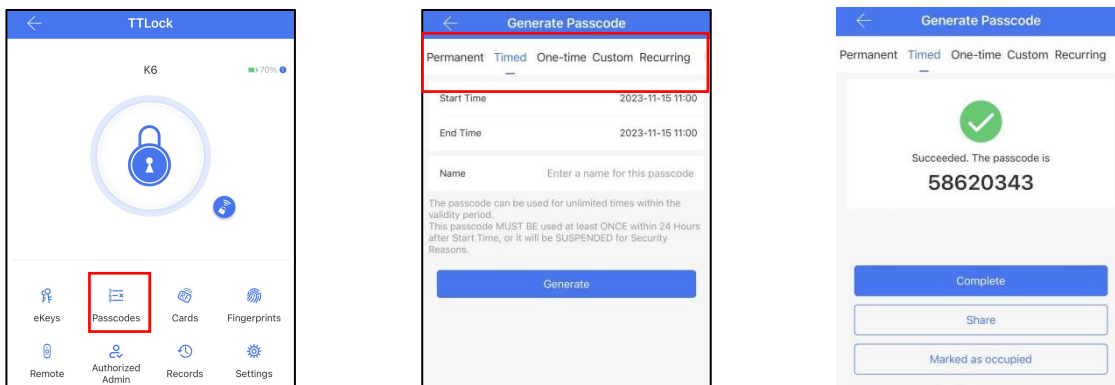 TTLock
K6
70%
eKeys
Passcodes
Cards
Fingerprints
Remote
Authorized
Admin
Records
Settings
Generate Passcode
Permanent Timed One-time Custom Recurring
Start Time 2023-11-15 11:00
End Time 2023-11-15 11:00
Name Enter a name for this passcode
The passcode can be used for unlimited times within the
validity period.
This passcode MUST BE used at least ONCE within 24 Hours
after Start Time, or it will be SUSPENDED for Security
Reasons.
Generate
Generate Passcode
Permanent Timed One-time Custom Recurring
Succeeded. The passcode is
58620343
Complete
Share
Marked as occupied